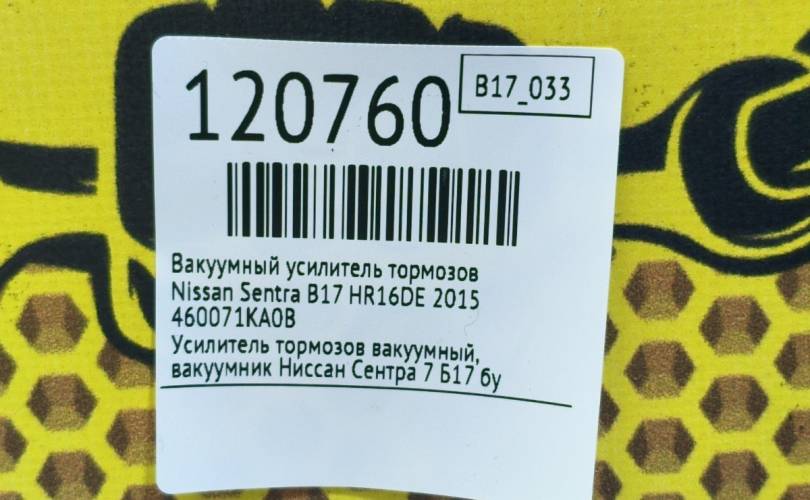 120760
B17_033
Вакуумный усилитель тормозов
Nissan Sentra B17 HR16DE 2015
460071KA0B
Усилитель тормозов вакуумный,
вакуумник Ниссан Сентра 7 Б17 бу